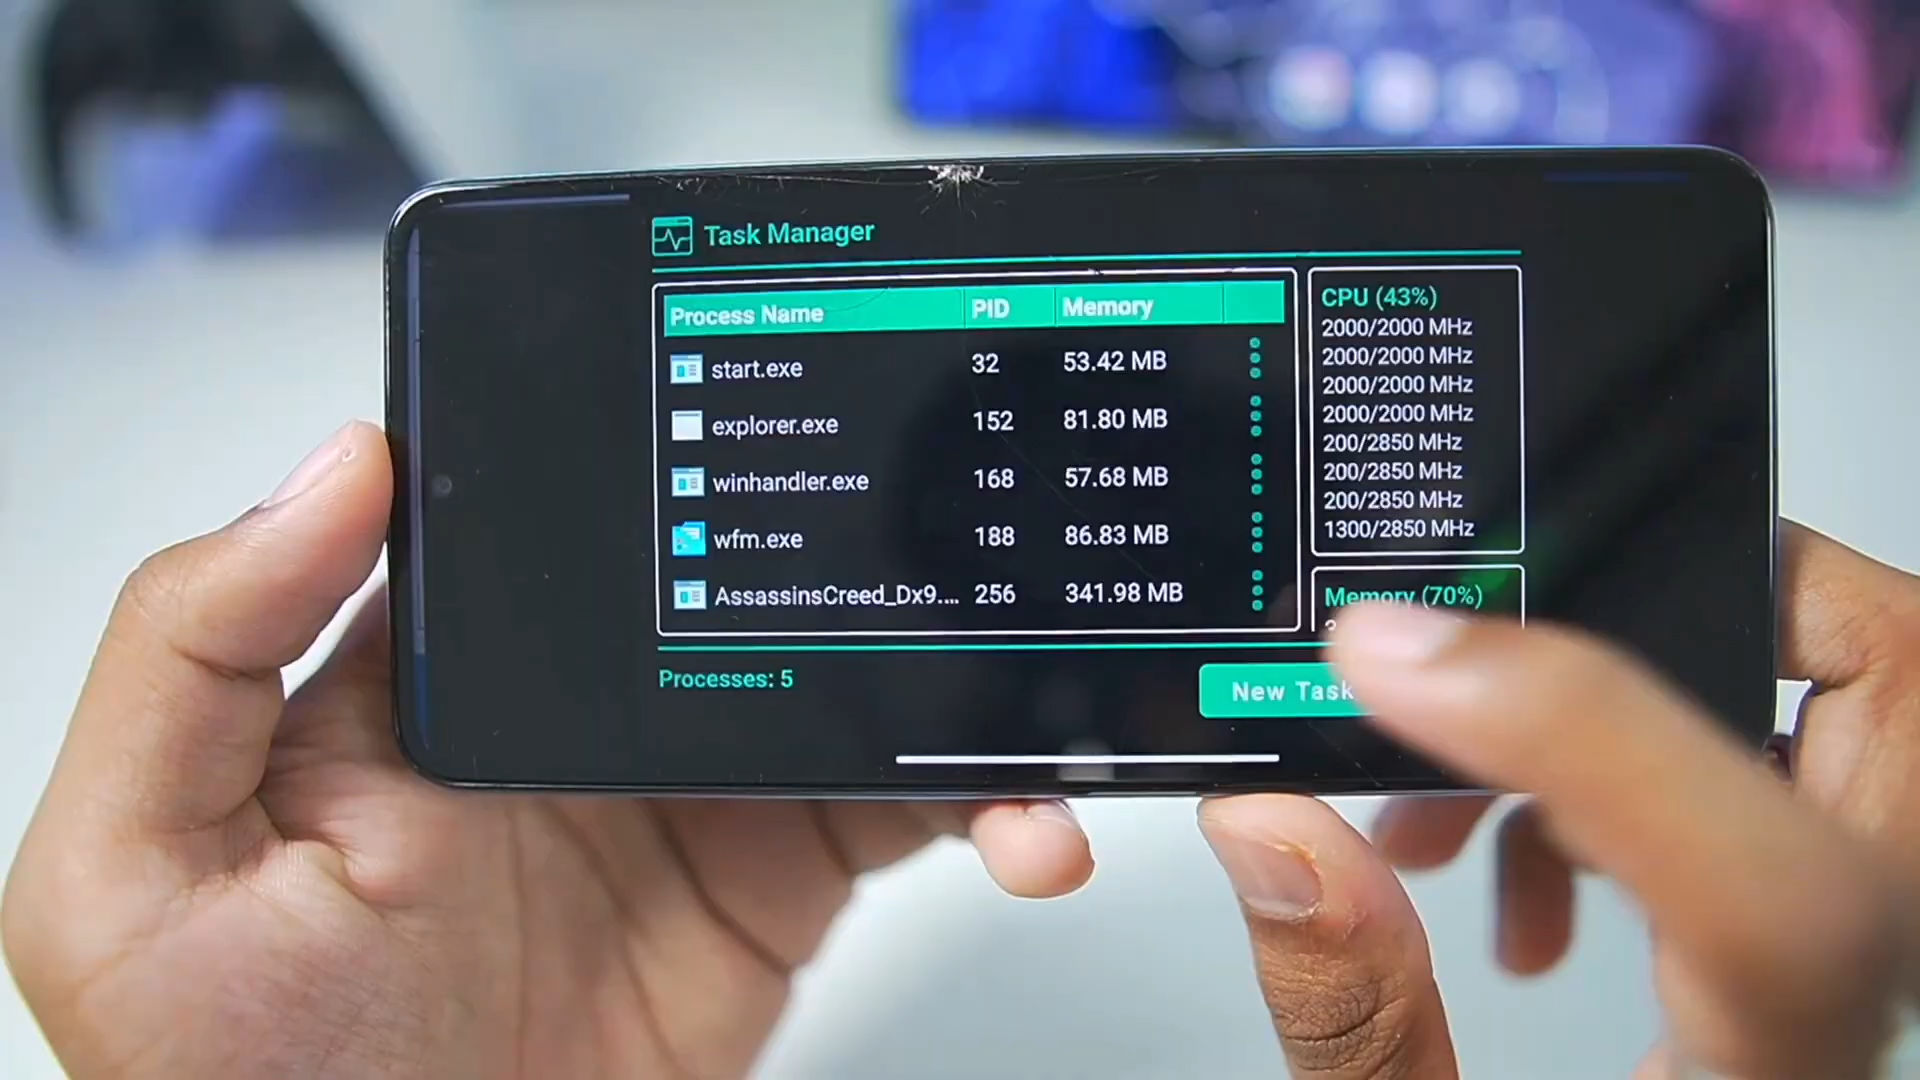 Task Manager
Process Name PID Memory
start.exe 32 53.42 MB
explorer.exe 152 81.80 MB
winhandler.exe 168 57.68 MB
wfm.exe 188 86.83 MB
AssassinsCreed_Dx9.... 256 341.98 MB
Processes: 5
New Task
CPU (43%)
2000/2000 MHz
2000/2000 MHz
2000/2000 MHz
2000/2000 MHz
200/2850 MHz
200/2850 MHz
200/2850 MHz
1300/2850 MHz
Memory (70%)